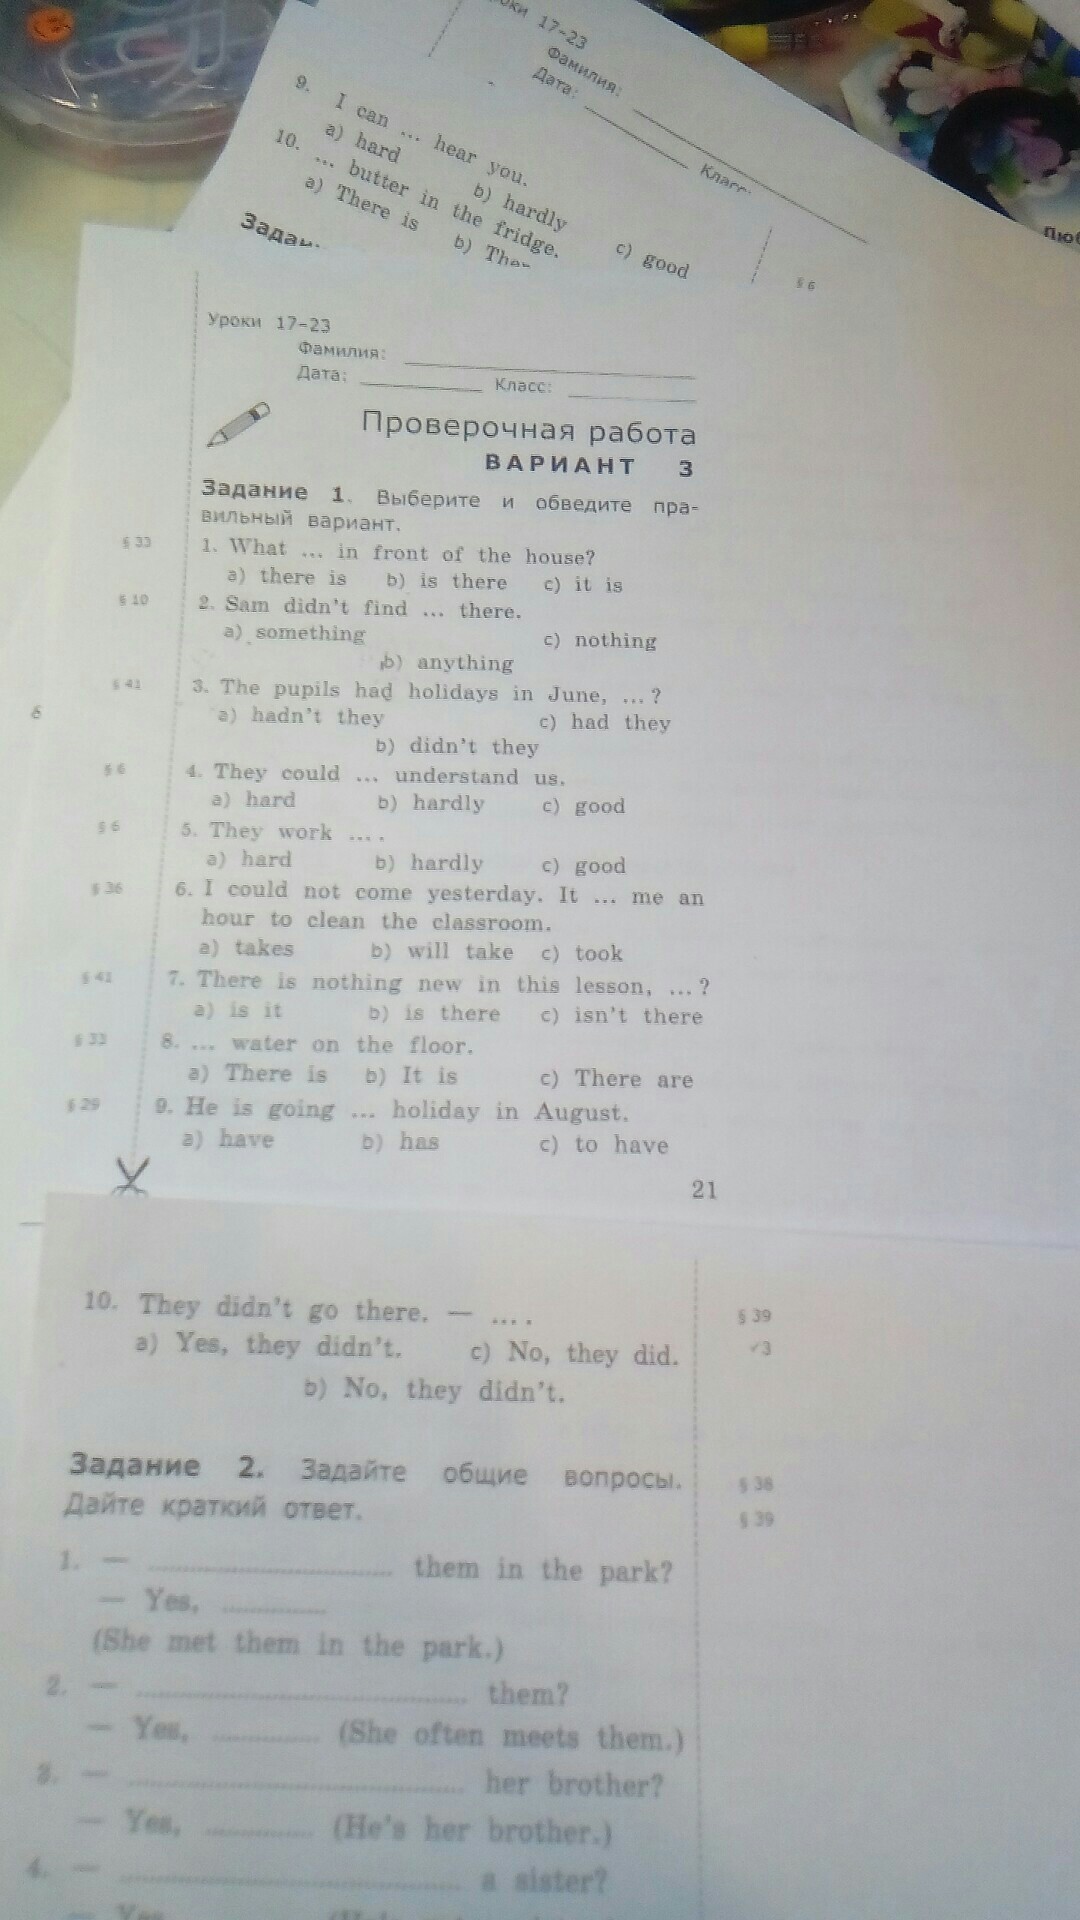 Уроки 17-23
Фамилия:
Дата:
Класс:
9. I can ... hear you.
a) hard b) hardly c) good
10. ... butter in the fridge.
a) There is b)
§ 6
Уроки 17-23
Фамилия:
Дата: Класс:
Проверочная работа
ВАРИАНТ 3
Задание 1. Выберите и обведите пра-
вильный вариант.
§ 33 1. What ... in front of the house?
a) there is b) is there c) it is
§ 10 2. Sam didn't find ... there.
a) something c) nothing
b) anything
§ 41 3. The pupils had holidays in June, ... ?
a) hadn't they c) had they
b) didn't they
§ 6 4. They could ... understand us.
a) hard b) hardly c) good
§ 6 5. They work ... .
a) hard b) hardly c) good
§ 36 6. I could not come yesterday. It ... me an
hour to clean the classroom.
a) takes b) will take c) took
§ 41 7. There is nothing new in this lesson, ... ?
a) is it b) is there c) isn't there
§ 33 8. ... water on the floor.
a) There is b) It is c) There are
§ 29 9. He is going ... holiday in August.
a) have b) has c) to have
21
10. They didn't go there. — ... . § 39
a) Yes, they didn't. c) No, they did. ✓3
b) No, they didn't.
Задание 2. Задайте общие вопросы. § 38
Дайте краткий ответ. § 39
1. — .............................. them in the park?
— Yes, .............
(She met them in the park.)
2. — ........................................ them?
— Yes, ............. (She often meets them.)
3. — ........................................ her brother?
— Yes, ............. (He's her brother.)
4. — ........................................ a sister?
— Yes